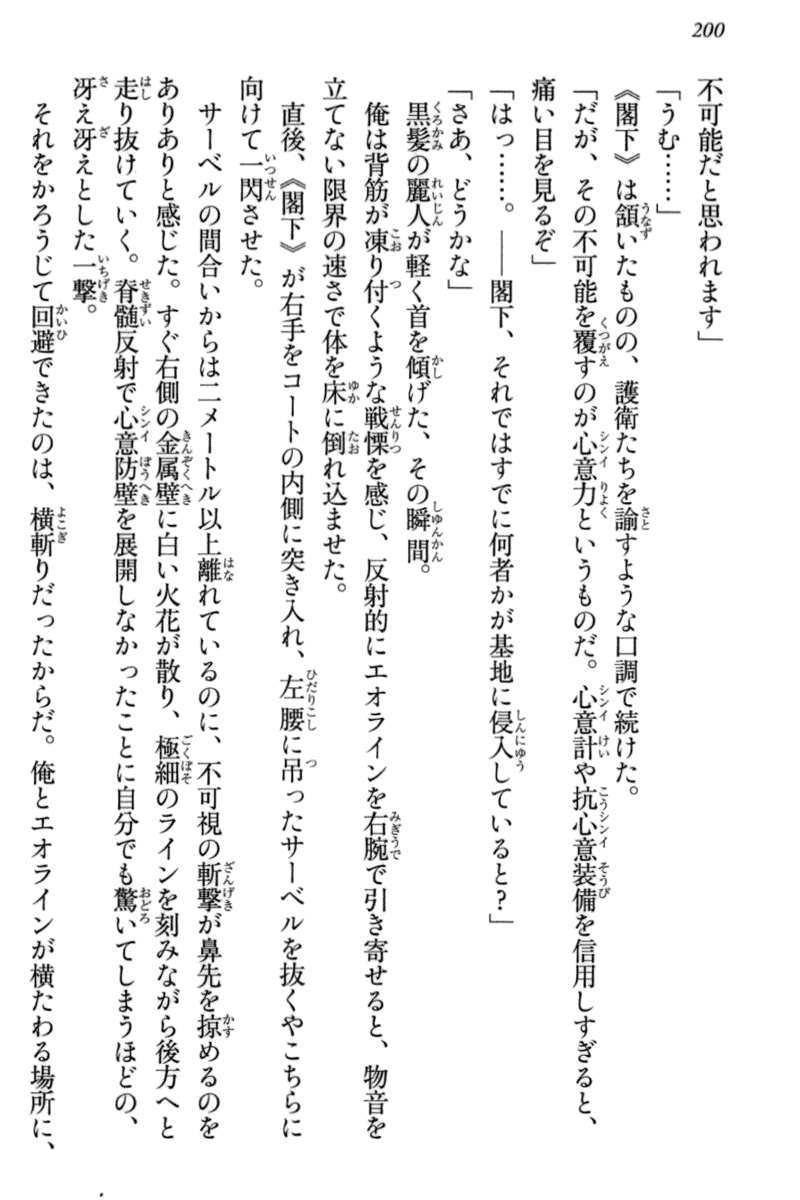 200
不可能だと思われます」
「うむ……」
《閣下》は頷いたものの、護衛たちを諭すような口調で続けた。
「だが、その不可能を覆すのが心意力というものだ。心意計や抗心意装備を信用しすぎると、
痛い目を見るぞ」
「はっ……。――閣下、それではすでに何者かが基地に侵入していると？」
「さあ、どうかな」
黒髪の麗人が軽く首を傾げた、その瞬間。
俺は背筋が凍り付くような戦慄を感じ、反射的にエオラインを右腕で引き寄せると、物音を
立てない限界の速さで体を床に倒れ込ませた。
直後、《閣下》が右手をコートの内側に突き入れ、左腰に吊ったサーベルを抜くやこちらに
向けて一閃させた。
サーベルの間合いからは二メートル以上離れているのに、不可視の斬撃が鼻先を掠めるのを
ありありと感じた。すぐ右側の金属壁に白い火花が散り、極細のラインを刻みながら後方へと
走り抜けていく。脊髄反射で心意防壁を展開しなかったことに自分でも驚いてしまうほどの、
冴え冴えとした一撃。
それをかろうじて回避できたのは、横斬りだったからだ。俺とエオラインが横たわる場所に、